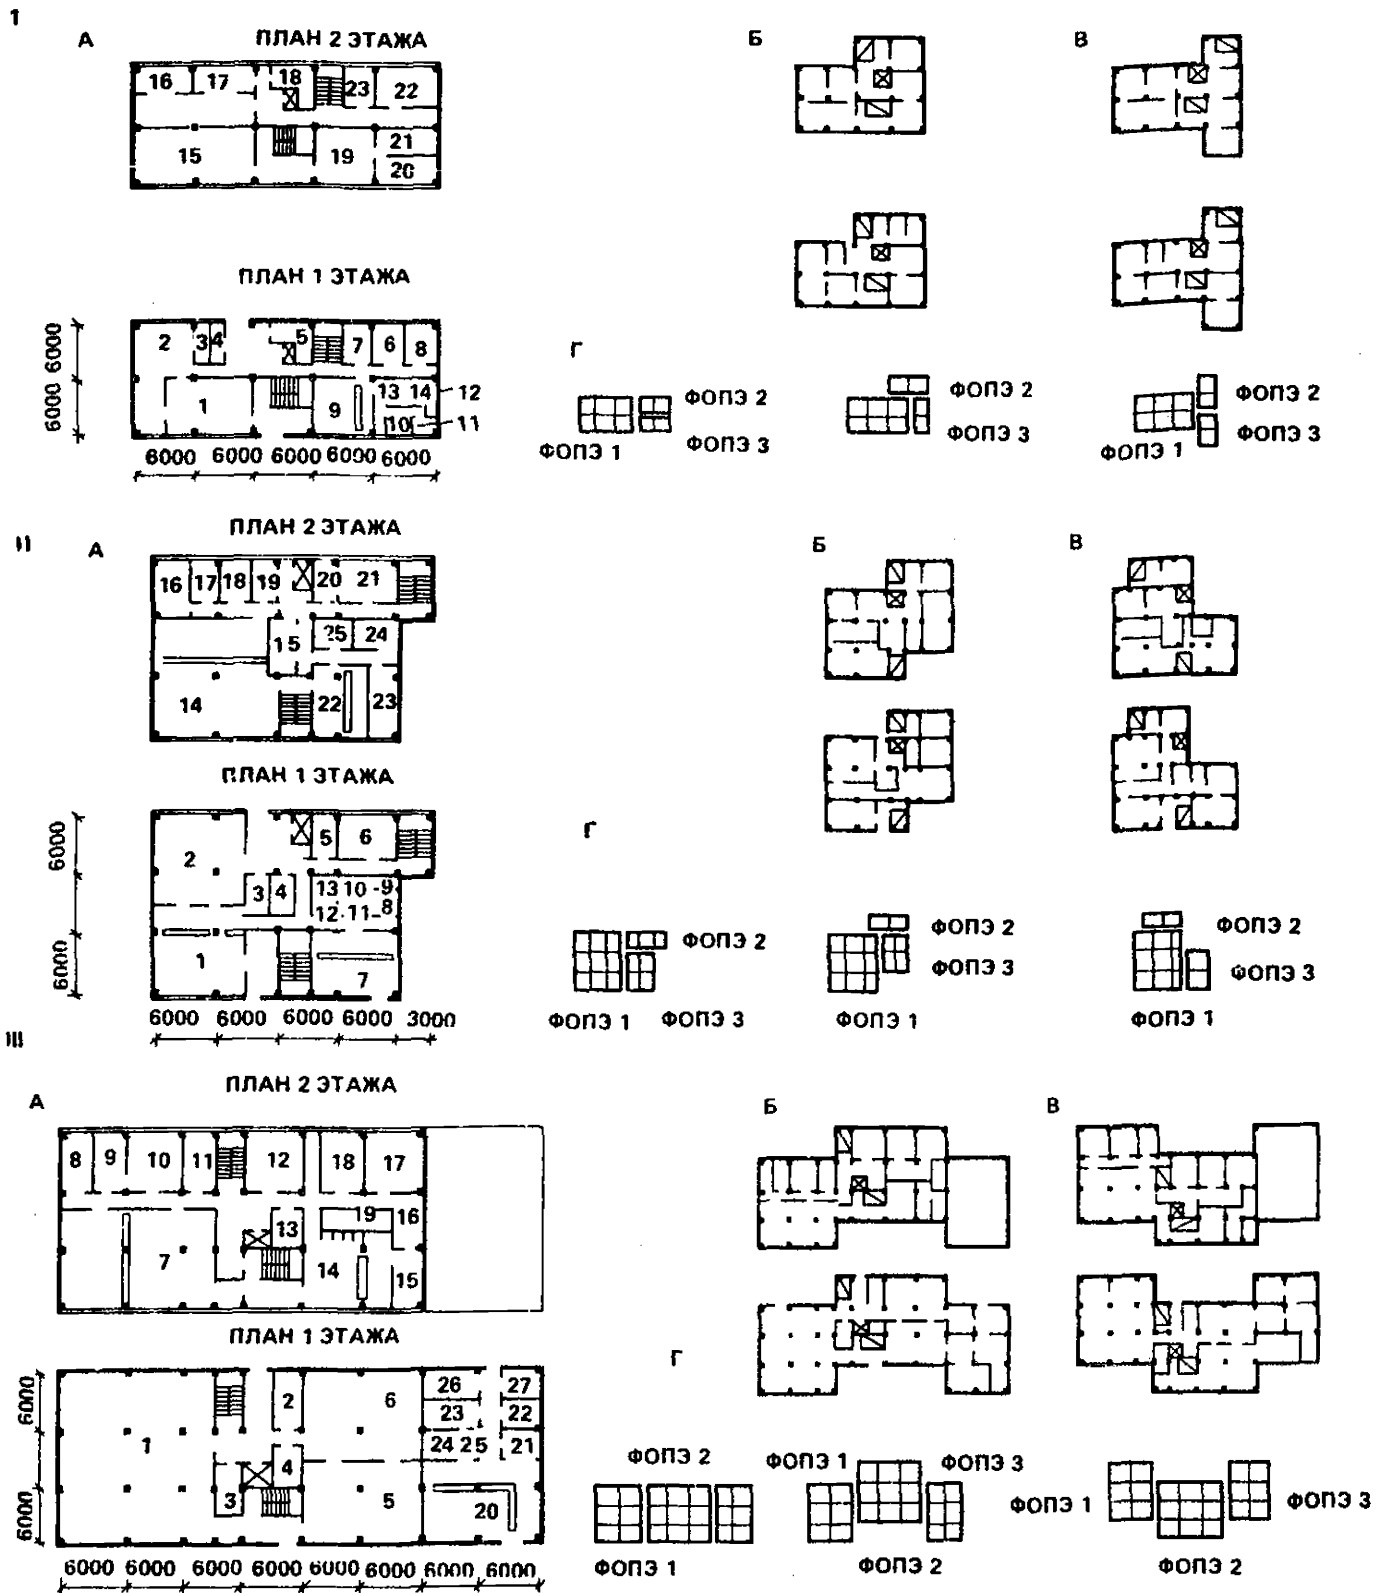 1
А
ПЛАН 2 ЭТАЖА
Б
В
16 17 18 23 22
15 19 21
20
ПЛАН 1 ЭТАЖА
2 3 4 5 7 6 8
1 9 13 14 12
10 11
6000
6000
6000 6000 6000 6000 6000
Г
ФОПЭ 2
ФОПЭ 1
ФОПЭ 3
ФОПЭ 2
ФОПЭ 3
ФОПЭ 2
ФОПЭ 3
ФОПЭ 1
II
А
ПЛАН 2 ЭТАЖА
Б
В
16 17 18 19 20 21
15 25 24
14 22 23
ПЛАН 1 ЭТАЖА
2 5 6
3 4 13 10 9
12 11 8
1 7
6000
6000
6000 6000 6000 6000 3000
Г
ФОПЭ 2
ФОПЭ 1
ФОПЭ 3
ФОПЭ 2
ФОПЭ 3
ФОПЭ 1
ФОПЭ 2
ФОПЭ 3
ФОПЭ 1
III
А
ПЛАН 2 ЭТАЖА
Б
В
8 9 10 11 12 18 17
13 19 16
7 14 15
ПЛАН 1 ЭТАЖА
2 6 26 27
23 22
1 4 24 25 21
3 5 20
6000
6000
6000
6000 6000 6000 6000 6000 6000 6000 6000
Г
ФОПЭ 2
ФОПЭ 1
ФОПЭ 1
ФОПЭ 3
ФОПЭ 2
ФОПЭ 1
ФОПЭ 3
ФОПЭ 2